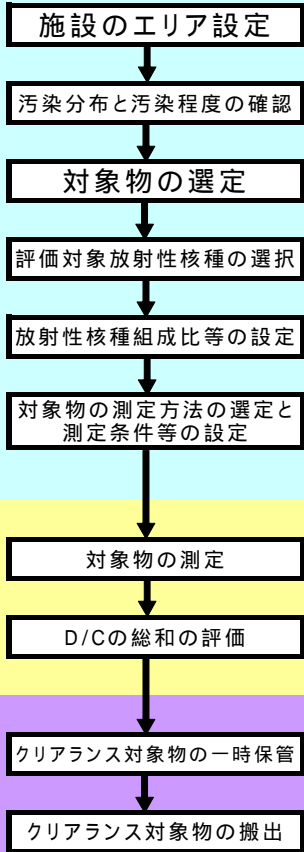 施設のエリア設定
汚染分布と汚染程度の確認
対象物の選定
評価対象放射性核種の選択
放射性核種組成比等の設定
対象物の測定方法の選定と
測定条件等の設定
対象物の測定
D/Cの総和の評価
クリアランス対象物の一時保管
クリアランス対象物の搬出